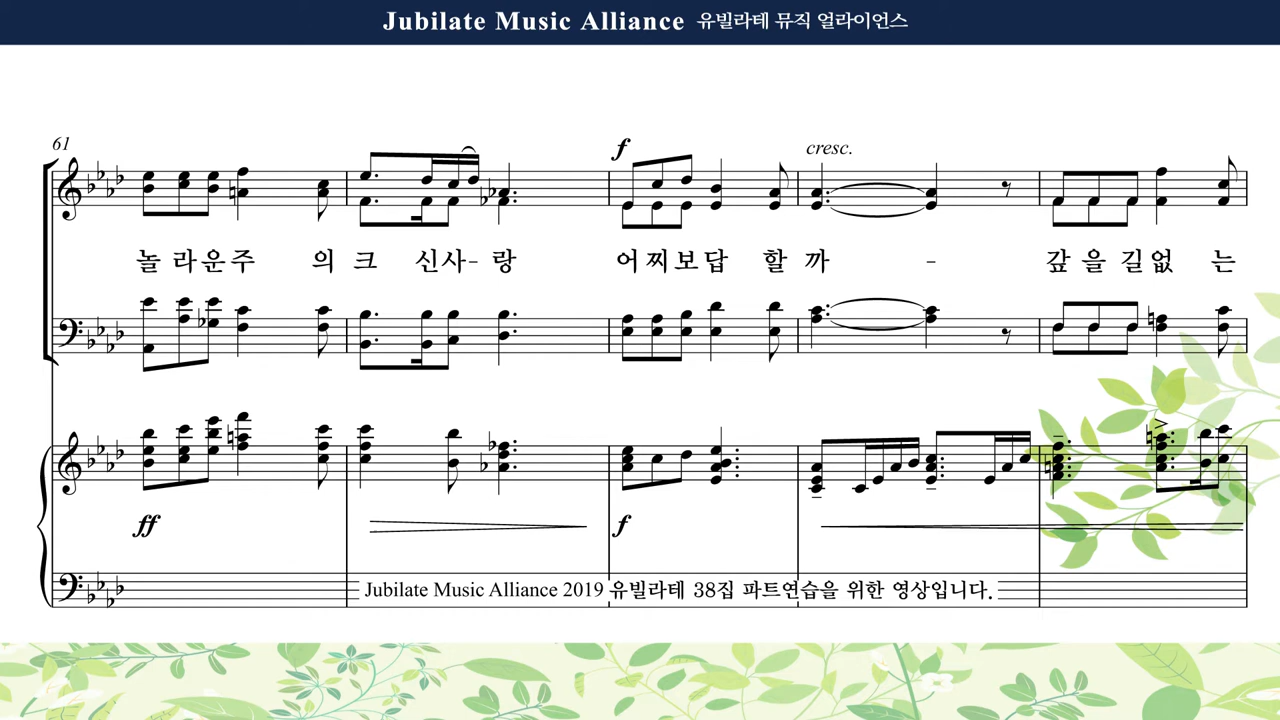 Jubilate Music Alliance 유빌라테 뮤직 얼라이언스
61
f
cresc.
놀 라 운 주 의 크 신 사 - 랑 어 찌 보 답 할 까 - 갚 을 길 없 는
ff
f
Jubilate Music Alliance 2019 유빌라테 38집 파트연습을 위한 영상입니다.